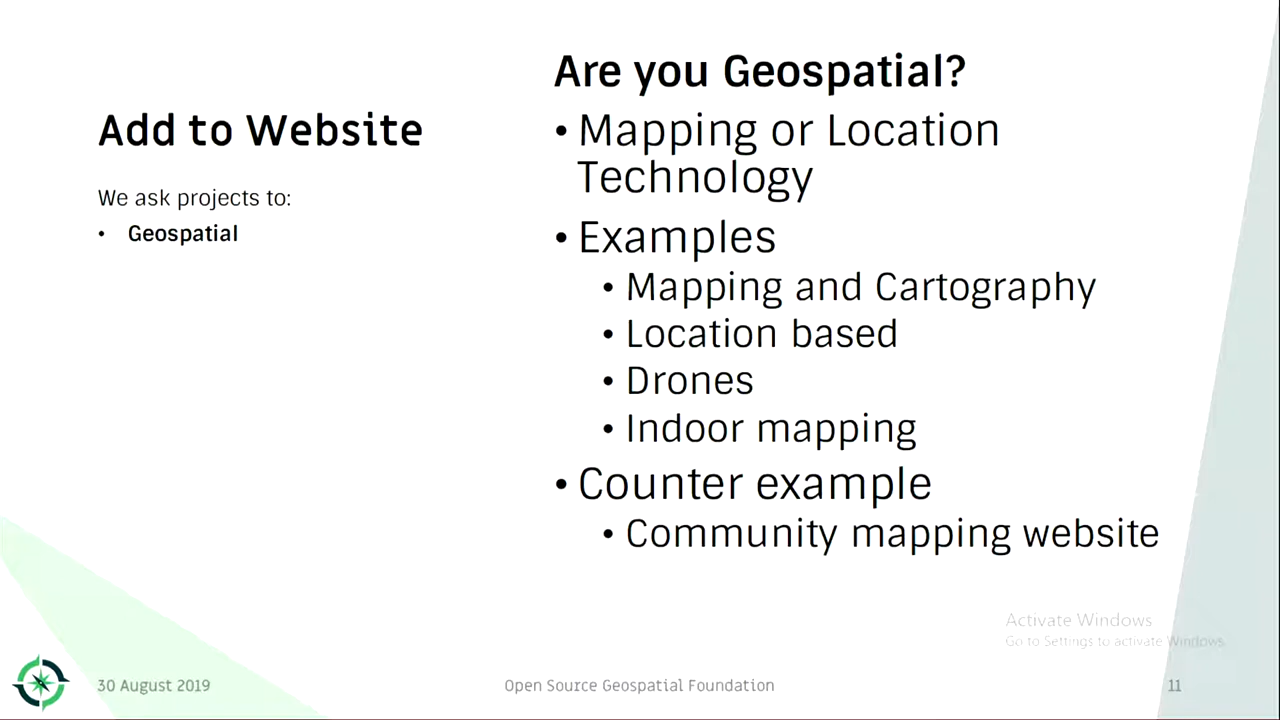 Add to Website
We ask projects to:
• Geospatial
Are you Geospatial?
• Mapping or Location
Technology
• Examples
• Mapping and Cartography
• Location based
• Drones
• Indoor mapping
• Counter example
• Community mapping website
Activate Windows
Go to Settings to activate Windows.
30 August 2019
Open Source Geospatial Foundation
11